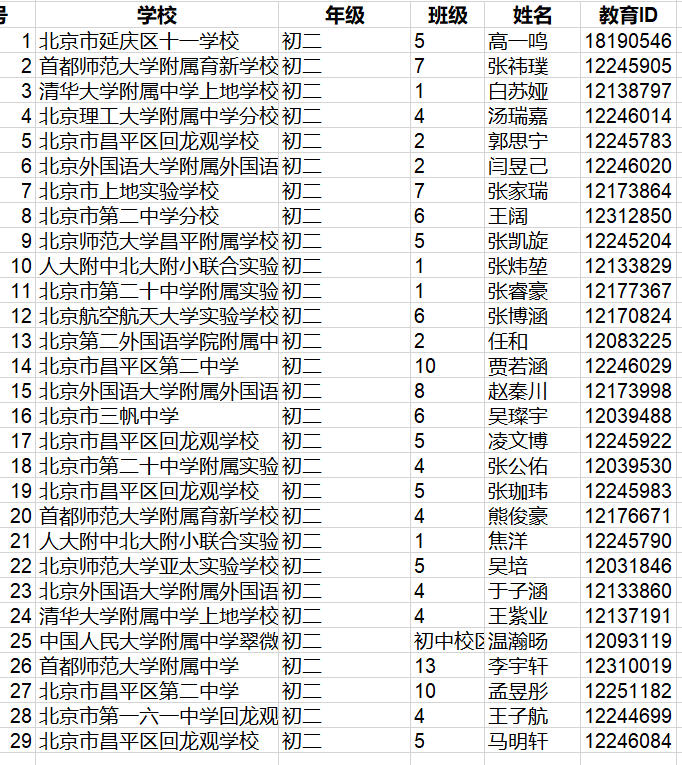 号 学校 年级 班级 姓名 教育ID
1 北京市延庆区十一学校 初二 5 高一鸣 18190546
2 首都师范大学附属育新学校 初二 7 张祎璞 12245905
3 清华大学附属中学上地学校 初二 1 白苏娅 12138797
4 北京理工大学附属中学分校 初二 4 汤瑞嘉 12246014
5 北京市昌平区回龙观学校 初二 2 郭思宁 12245783
6 北京外国语大学附属外国语 初二 2 闫昱己 12246020
7 北京市上地实验学校 初二 7 张家瑞 12173864
8 北京市第二中学分校 初二 6 王阔 12312850
9 北京师范大学昌平附属学校 初二 5 张凯旋 12245204
10 人大附中北大附小联合实验 初二 1 张炜堃 12133829
11 北京市第二十中学附属实验 初二 1 张睿豪 12177367
12 北京航空航天大学实验学校 初二 6 张博涵 12170824
13 北京第二外国语学院附属中 初二 2 任和 12083225
14 北京市昌平区第二中学 初二 10 贾若涵 12246029
15 北京外国语大学附属外国语 初二 8 赵秦川 12173998
16 北京市三帆中学 初二 6 吴璨宇 12039488
17 北京市昌平区回龙观学校 初二 5 凌文博 12245922
18 北京市第二十中学附属实验 初二 4 张公佑 12039530
19 北京市昌平区回龙观学校 初二 5 张珈玮 12245983
20 首都师范大学附属育新学校 初二 4 熊俊豪 12176671
21 人大附中北大附小联合实验 初二 1 焦洋 12245790
22 北京师范大学亚太实验学校 初二 5 吴培 12031846
23 北京外国语大学附属外国语 初二 4 于子涵 12133860
24 清华大学附属中学上地学校 初二 4 王紫业 12137191
25 中国人民大学附属中学翠微 初二 初中校区 温瀚旸 12093119
26 首都师范大学附属中学 初二 13 李宇轩 12310019
27 北京市昌平区第二中学 初二 10 孟昱彤 12251182
28 北京市第一六一中学回龙观 初二 4 王子航 12244699
29 北京市昌平区回龙观学校 初二 5 马明轩 12246084